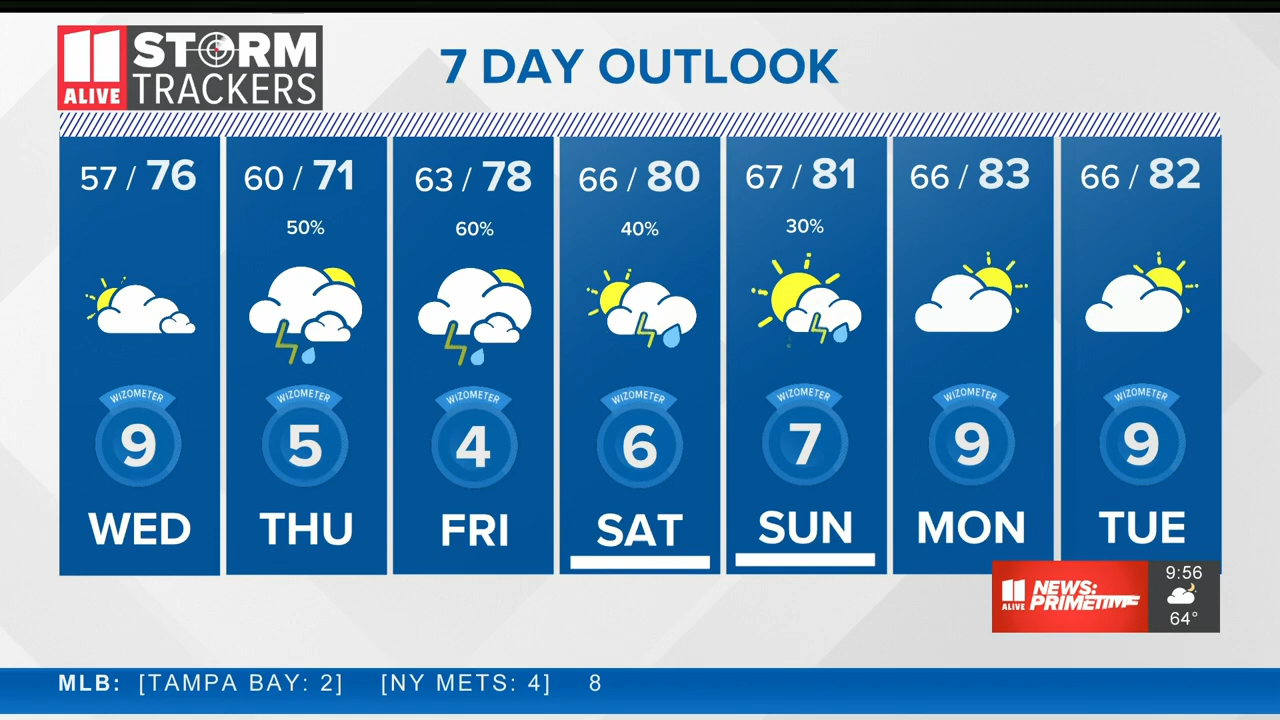 11 ALIVE STORM TRACKERS
7 DAY OUTLOOK
57 / 76
60 / 71
63 / 78
66 / 80
67 / 81
66 / 83
66 / 82
50%
60%
40%
30%
WIZOMETER
WIZOMETER
WIZOMETER
WIZOMETER
WIZOMETER
WIZOMETER
WIZOMETER
9
5
4
6
7
9
9
WED
THU
FRI
SAT
SUN
MON
TUE
11 ALIVE NEWS: PRIMETIME
9:56
64°
MLB: [TAMPA BAY: 2] [NY METS: 4] 8